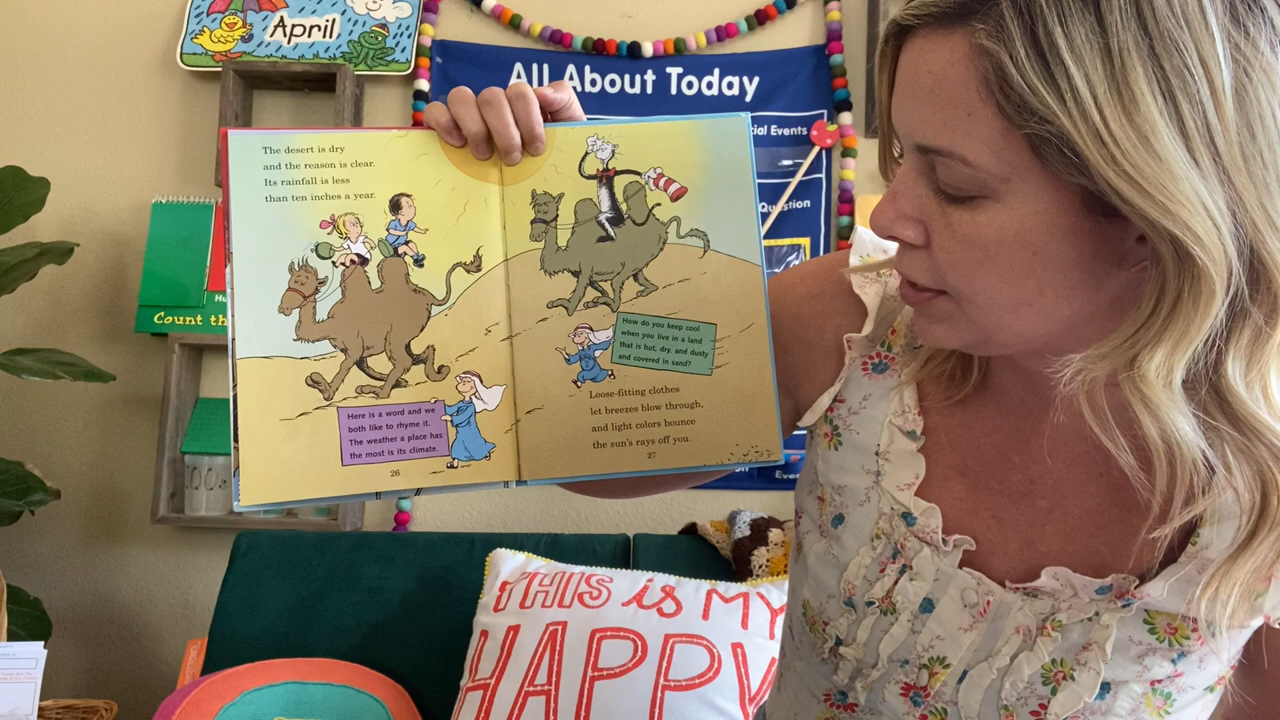 April
All About Today
ial Events
Question
Count th
The desert is dry
and the reason is clear.
Its rainfall is less
than ten inches a year.
Here is a word and we
both like to rhyme it.
The weather a place has
the most is its climate.
26
How do you keep cool
when you live in a land
that is hot, dry, and dusty
and covered in sand?
Loose-fitting clothes
let breezes blow through,
and light colors bounce
the sun's rays off you.
27
THIS is MY
HAPPY